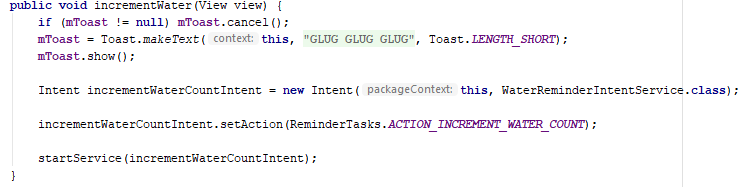 public void incrementWater(View view) {
if (mToast != null) mToast.cancel();
mToast = Toast.makeText( context: this, "GLUG GLUG GLUG", Toast.LENGTH_SHORT);
mToast.show();
Intent incrementWaterCountIntent = new Intent( packageContext: this, WaterReminderIntentService.class);
incrementWaterCountIntent.setAction(ReminderTasks.ACTION_INCREMENT_WATER_COUNT);
startService(incrementWaterCountIntent);
}